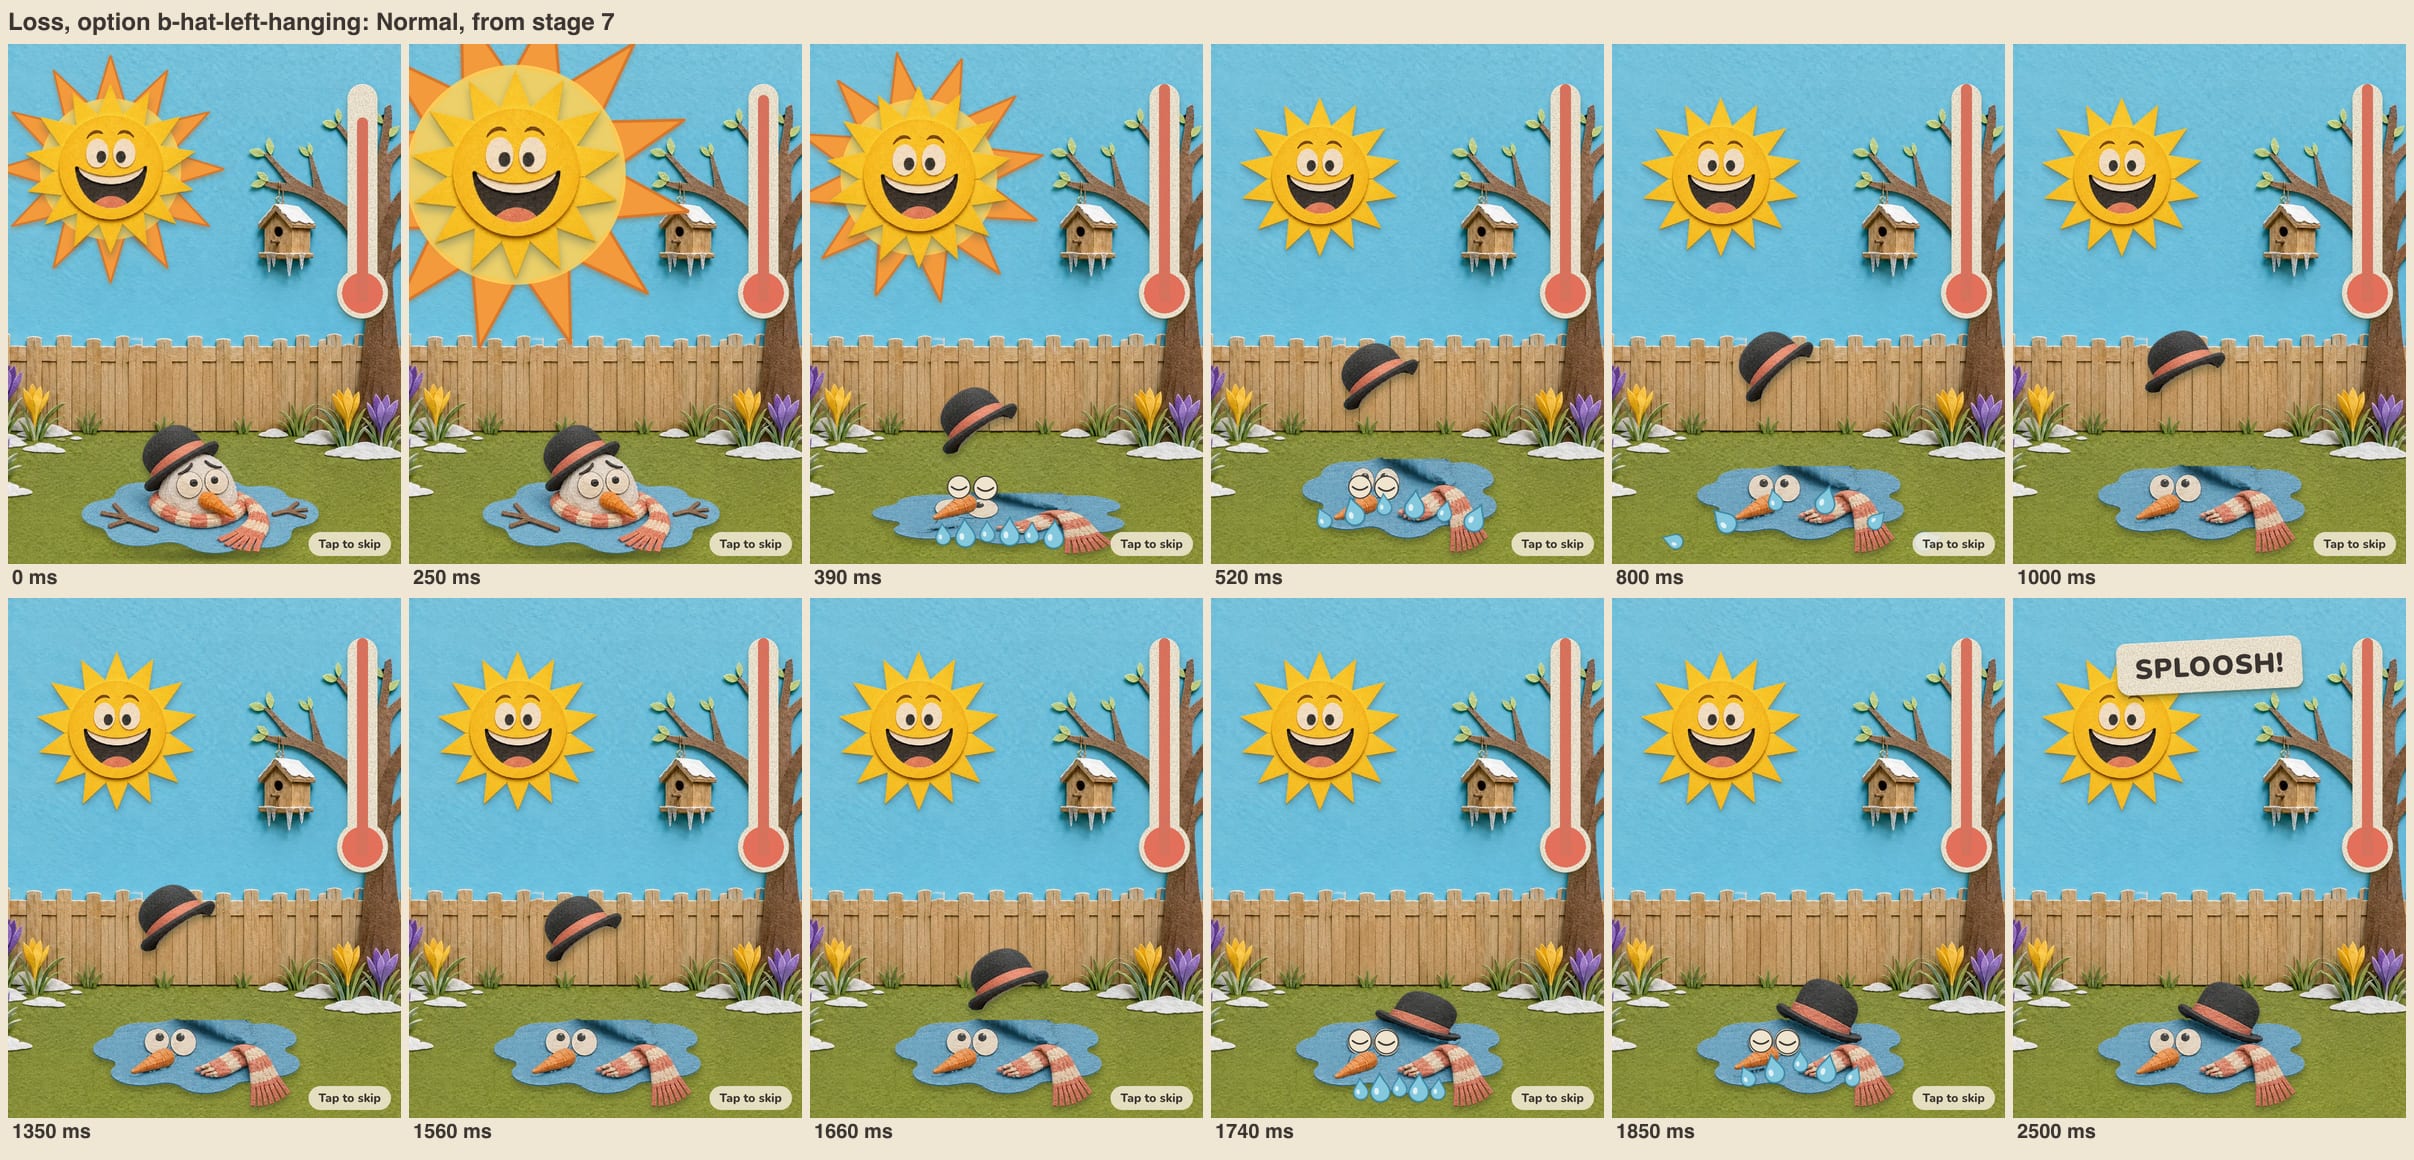 Loss, option b-hat-left-hanging: Normal, from stage 7
Tap to skip
Tap to skip
Tap to skip
Tap to skip
Tap to skip
Tap to skip
0 ms
250 ms
390 ms
520 ms
800 ms
1000 ms
SPLOOSH!
Tap to skip
Tap to skip
Tap to skip
Tap to skip
Tap to skip
Tap to skip
1350 ms
1560 ms
1660 ms
1740 ms
1850 ms
2500 ms